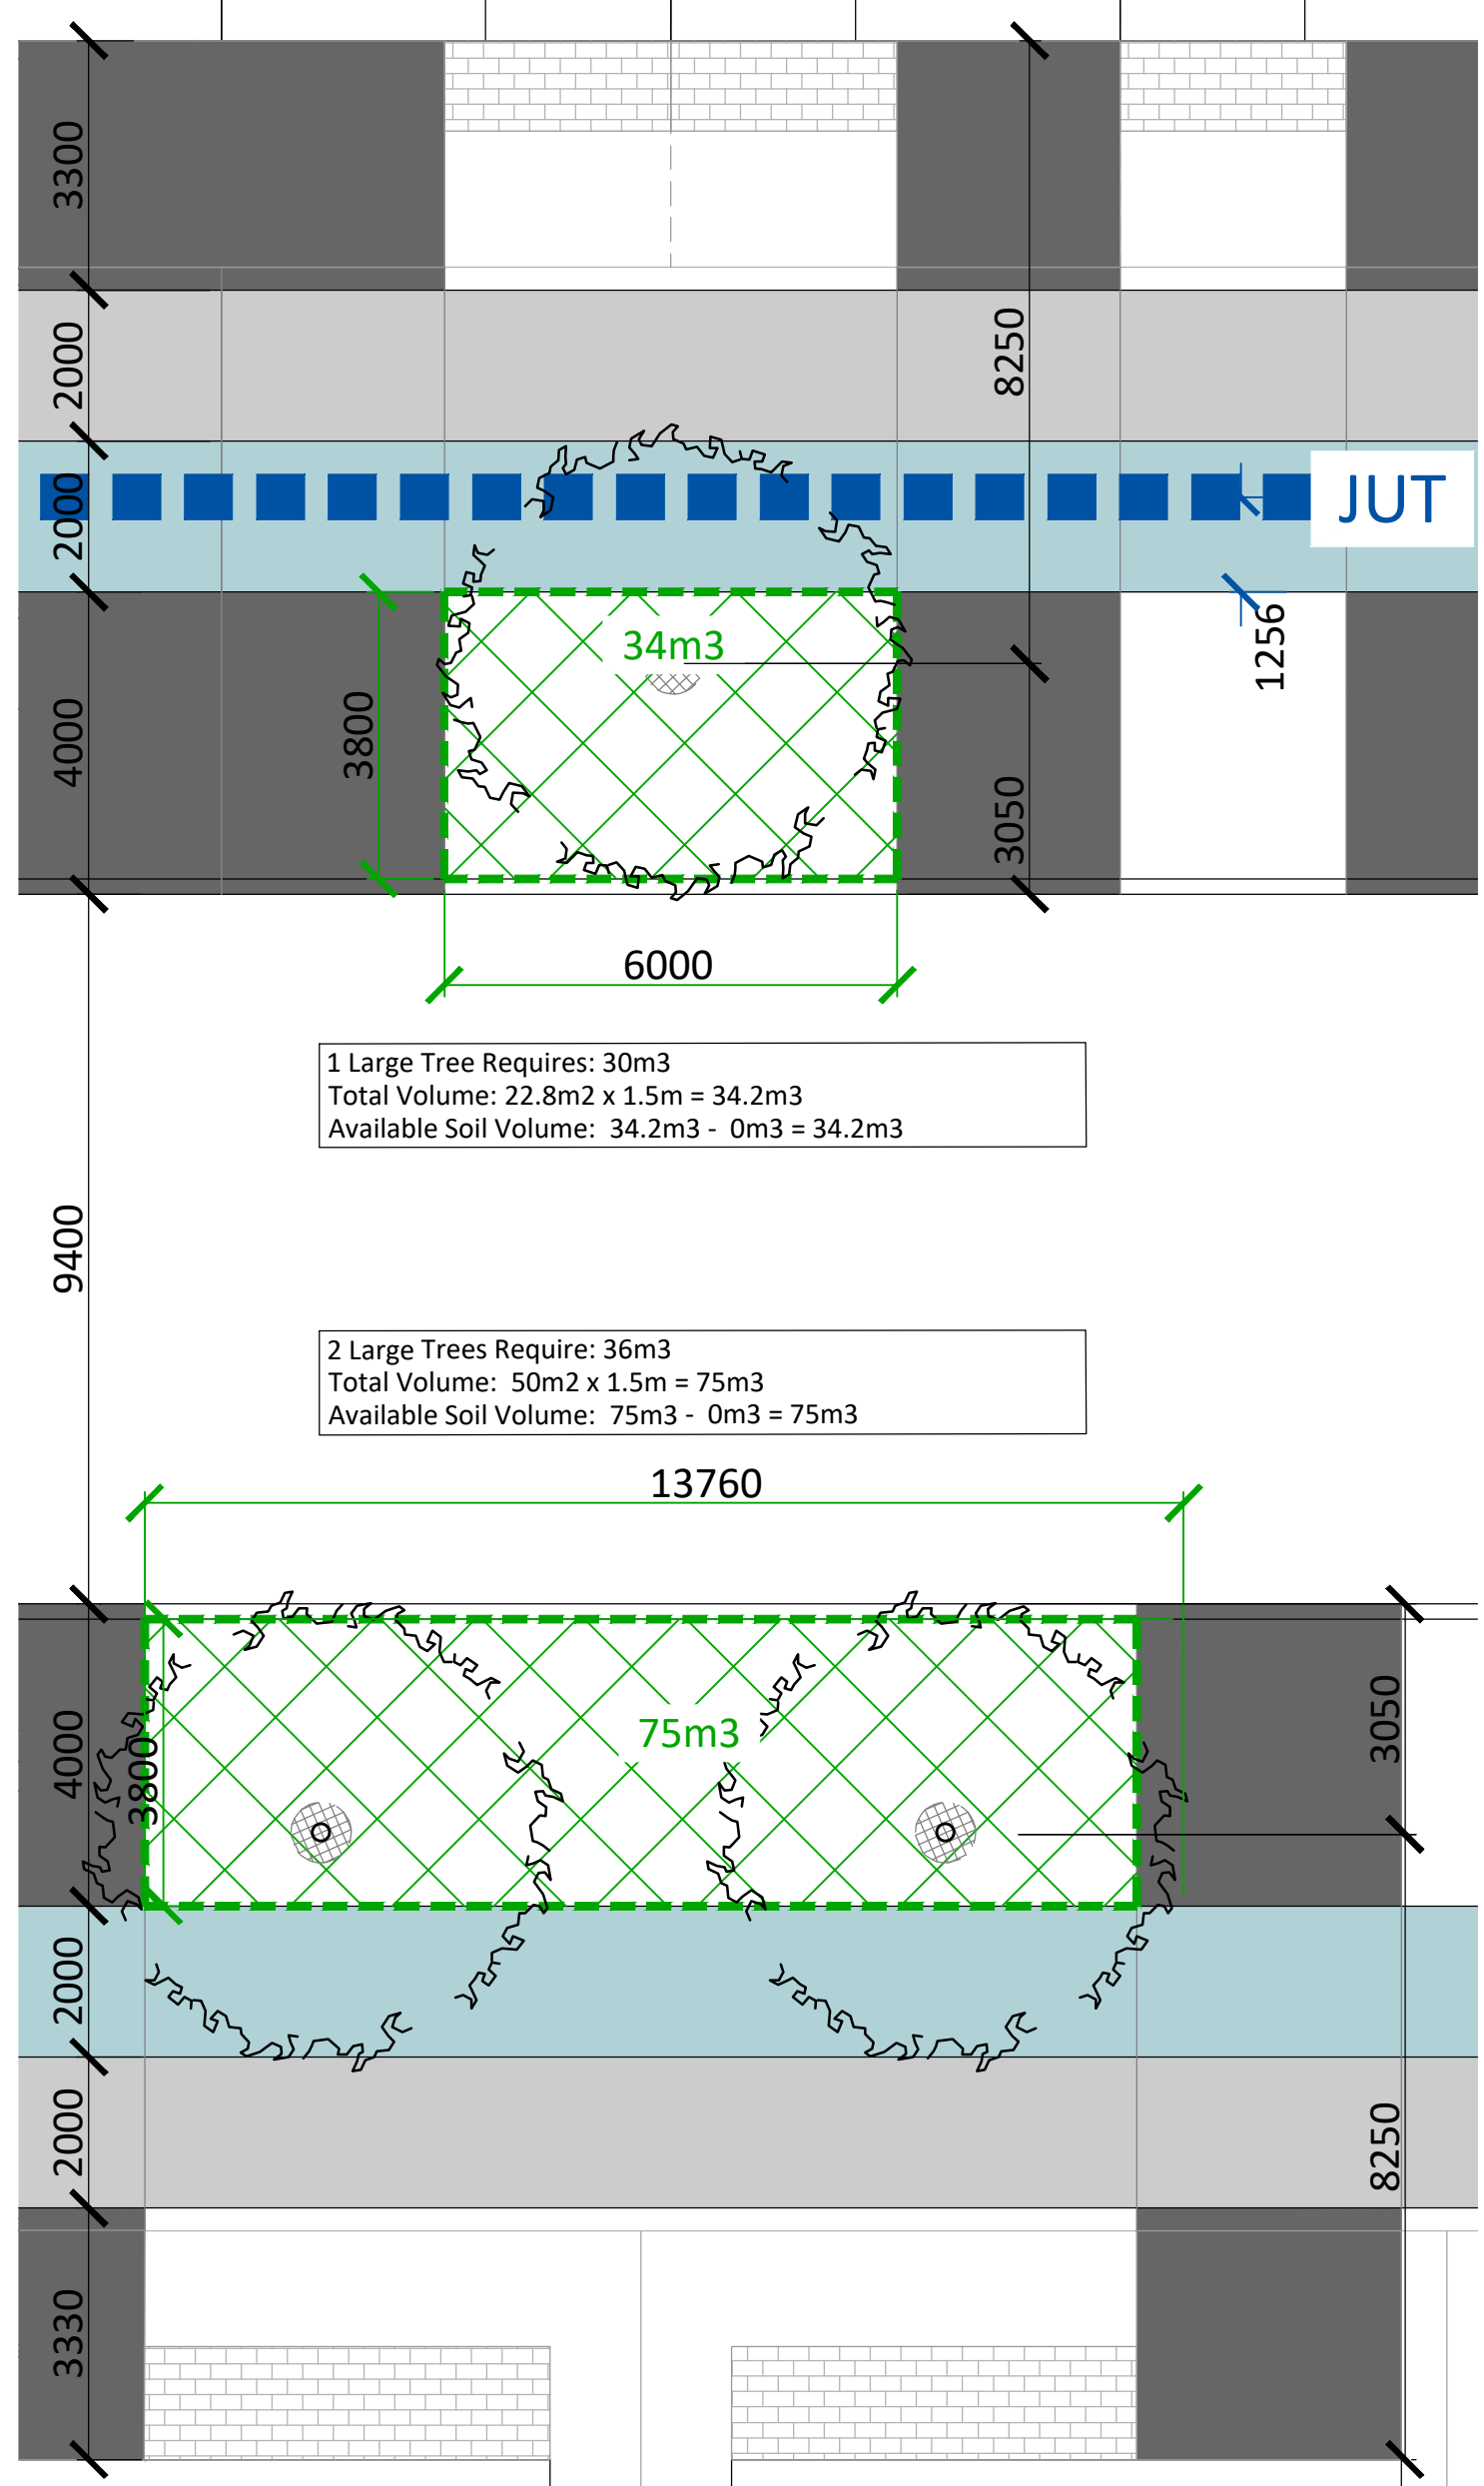 3300
2000
8250
2000
JUT
34m3
1256
4000
3800
3050
6000
1 Large Tree Requires: 30m3
Total Volume: 22.8m2 x 1.5m = 34.2m3
Available Soil Volume:  34.2m3 -  0m3 = 34.2m3
9400
2 Large Trees Require: 36m3
Total Volume:  50m2 x 1.5m = 75m3
Available Soil Volume:  75m3 -  0m3 = 75m3
13760
75m3
4000
3800
3050
2000
2000
8250
3330